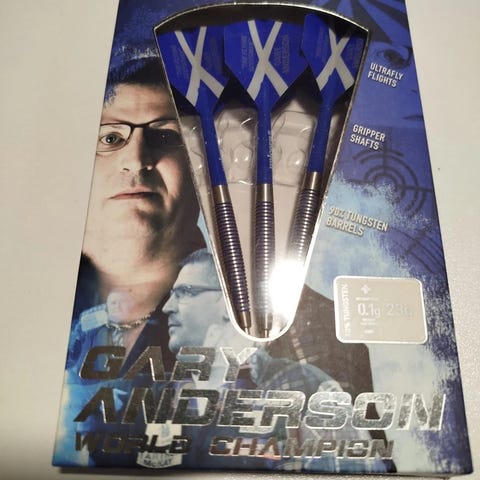 ULTRAFLY
FLIGHTS
GRIPPER
SHAFTS
90% TUNGSTEN
BARRELS
0.1g 23g
GARY
ANDERSON
WORLD CHAMPION